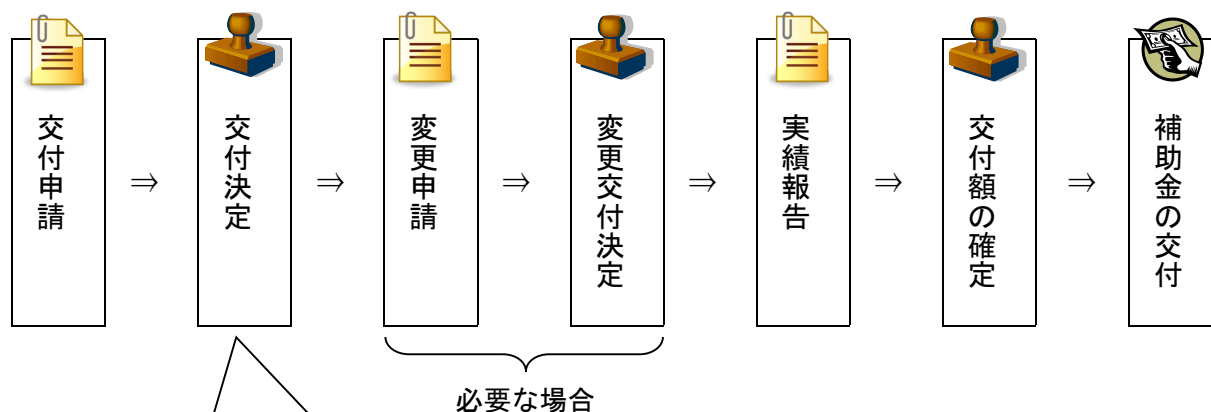 交付申請
⇒
交付決定
⇒
変更申請
⇒
変更交付決定
⇒
実績報告
⇒
交付額の確定
⇒
補助金の交付
必要な場合